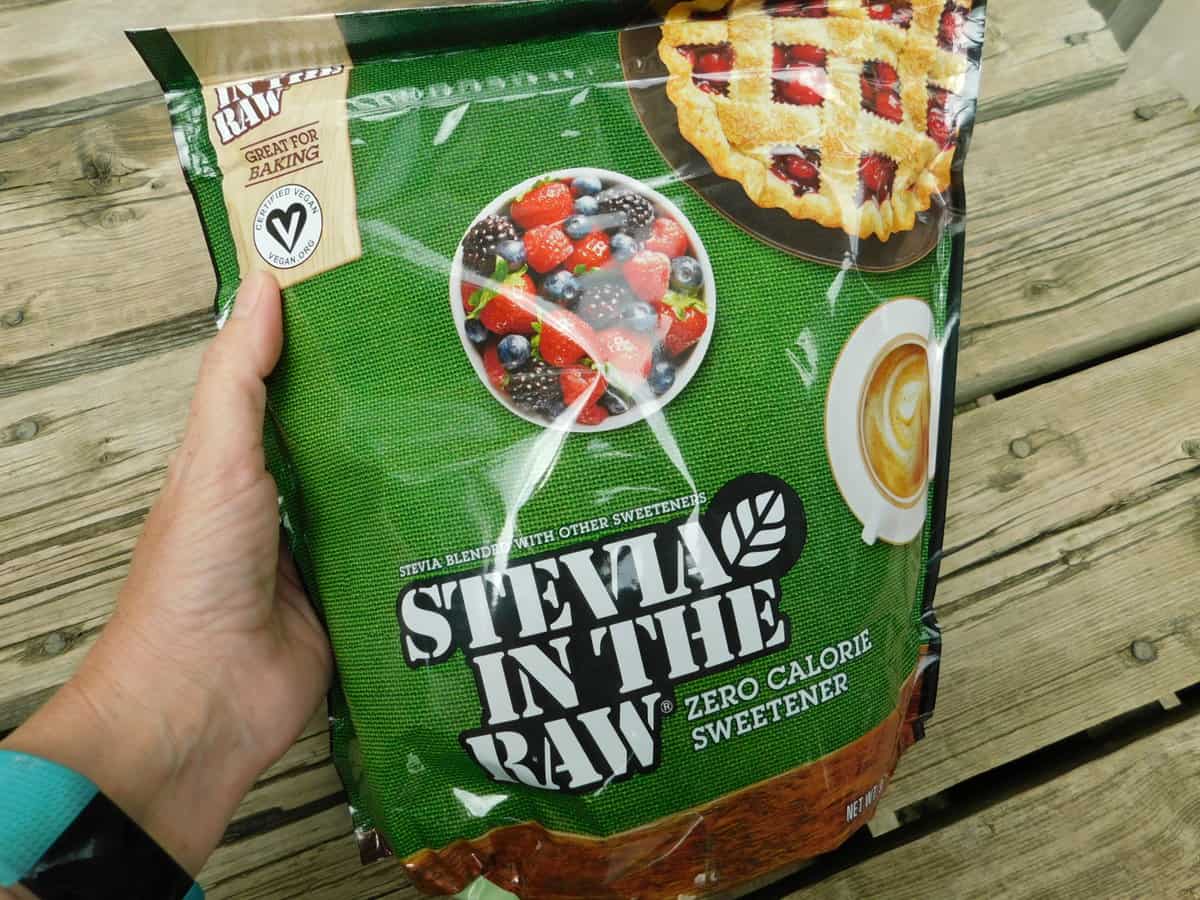 IN THE
RAW
GREAT FOR
BAKING
CERTIFIED VEGAN
VEGAN.ORG
STEVIA BLENDED WITH OTHER SWEETENERS
STEVIA
IN THE
RAW®
ZERO CALORIE
SWEETENER
NET WT